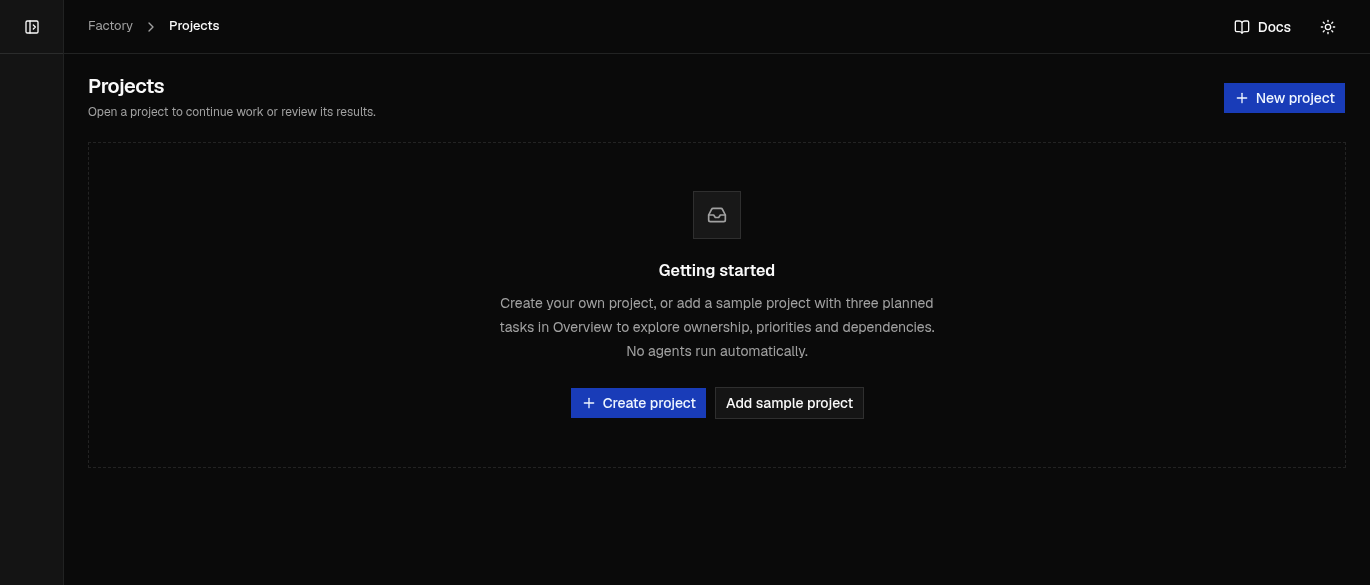 Factory
Projects
Docs
Projects
Open a project to continue work or review its results.
New project
Getting started
Create your own project, or add a sample project with three planned
tasks in Overview to explore ownership, priorities and dependencies.
No agents run automatically.
Create project
Add sample project